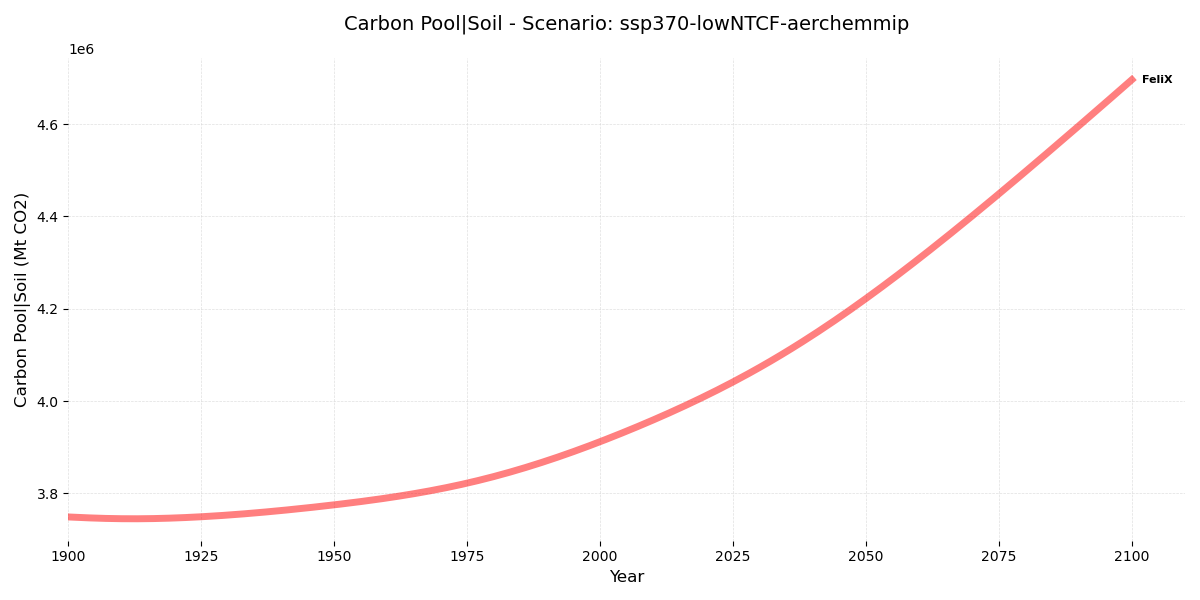 Carbon Pool|Soil - Scenario: ssp370-lowNTCF-aerchemmip
1e6
FeliX
4.6
4.4
4.2
4.0
3.8
Carbon Pool|Soil (Mt CO2)
1900 1925 1950 1975 2000 2025 2050 2075 2100
Year